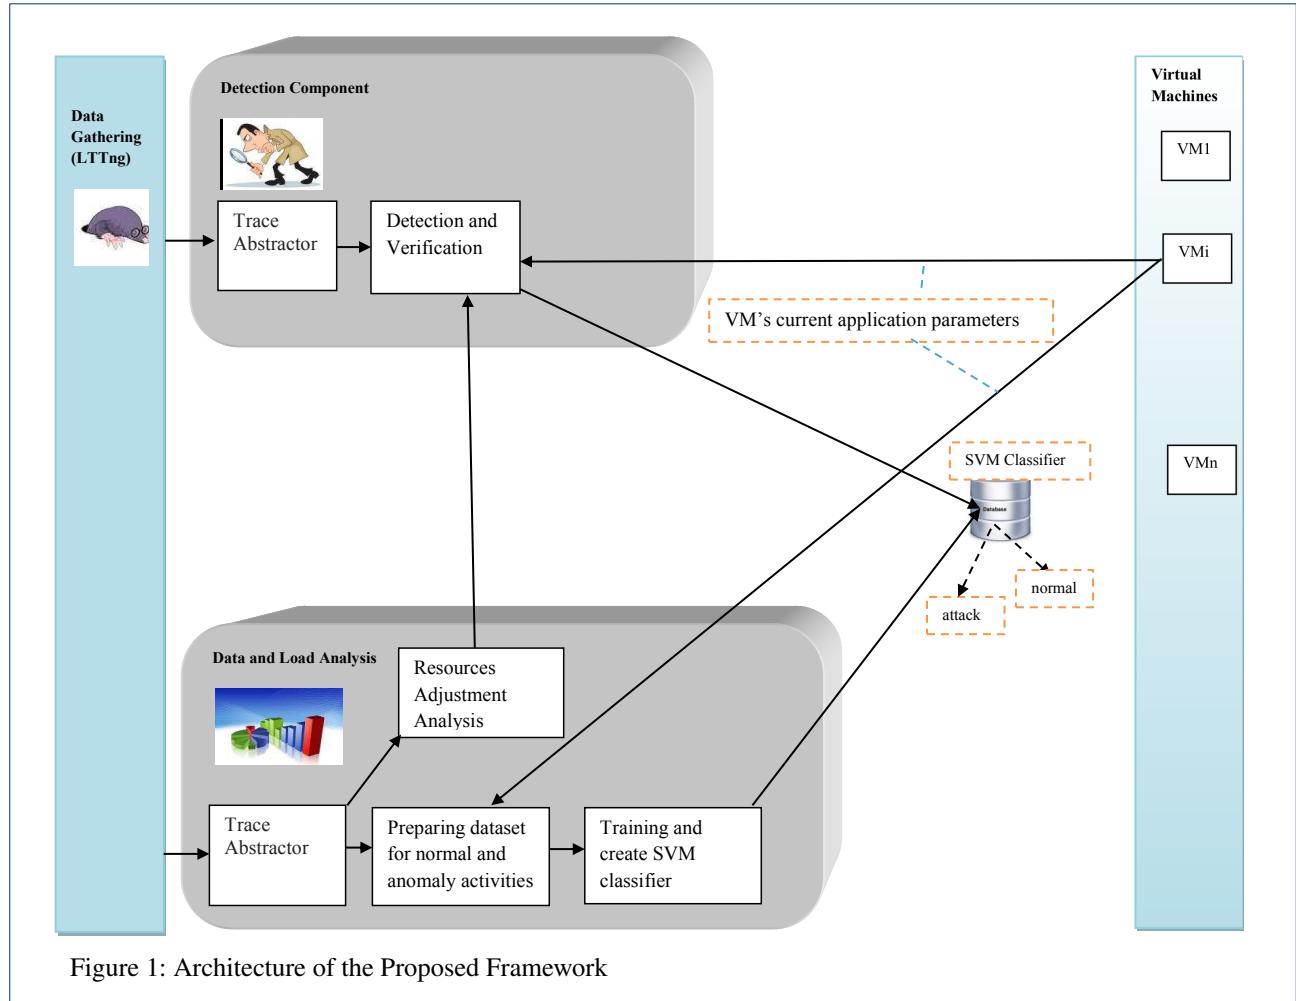 Data
Gathering
(LTTng)
Detection Component
Trace
Abstractor
Detection and
Verification
Virtual
Machines
VM1
VMi
VMn
VM's current application parameters
SVM Classifier
Database
attack
normal
Data and Load Analysis
Resources
Adjustment
Analysis
Trace
Abstractor
Preparing dataset
for normal and
anomaly activities
Training and
create SVM
classifier
Figure 1: Architecture of the Proposed Framework